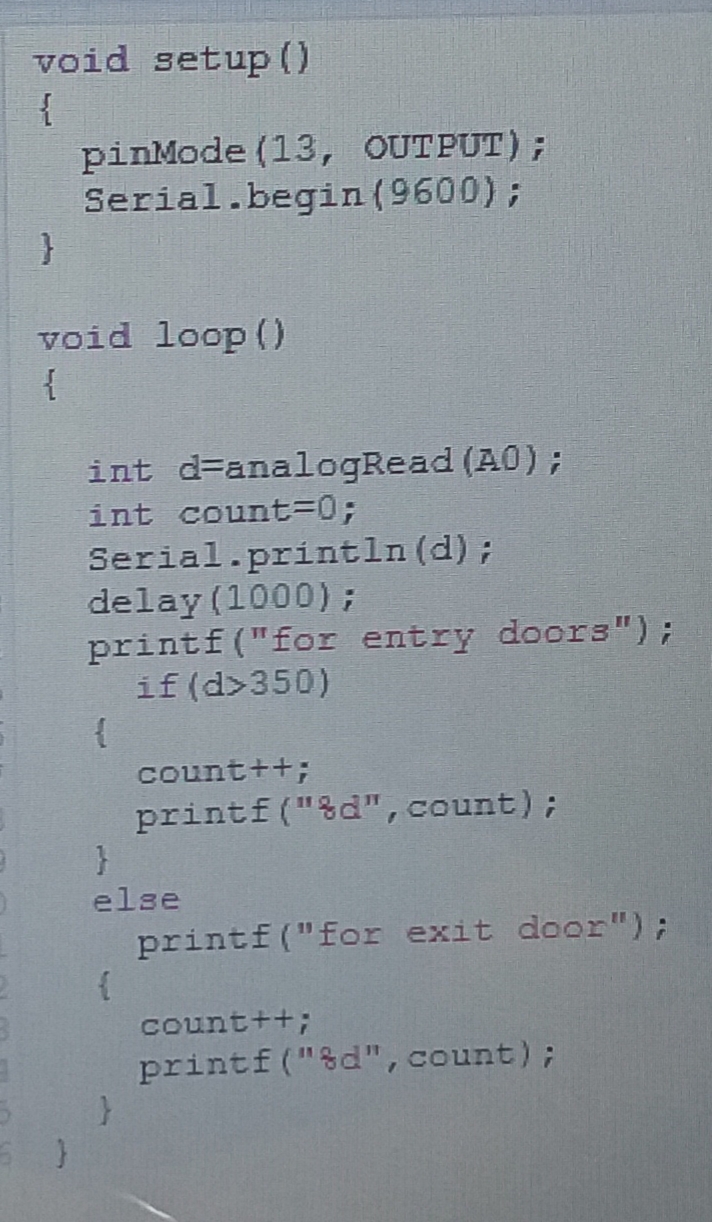 void setup()
{
  pinMode(13, OUTPUT);
  Serial.begin(9600);
}

void loop()
{

  int d=analogRead(A0);
  int count=0;
  Serial.println(d);
  delay(1000);
  printf("for entry doors");
    if(d>350)
  {
    count++;
    printf("%d",count);
  }
  else
    printf("for exit door");
  {
    count++;
    printf("%d",count);
  }
}